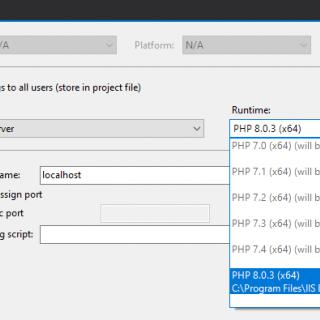 /A
Platform:
N/A
gs to all users (store in project file)
Runtime:
rver
PHP 8.0.3 (x64)
PHP 7.0 (x64) (will b
name:
localhost
PHP 7.1 (x64) (will b
ssign port
PHP 7.2 (x64) (will b
c port
g script:
PHP 7.3 (x64) (will b
PHP 7.4 (x64) (will b
PHP 8.0.3 (x64)
C:\Program Files\IIS